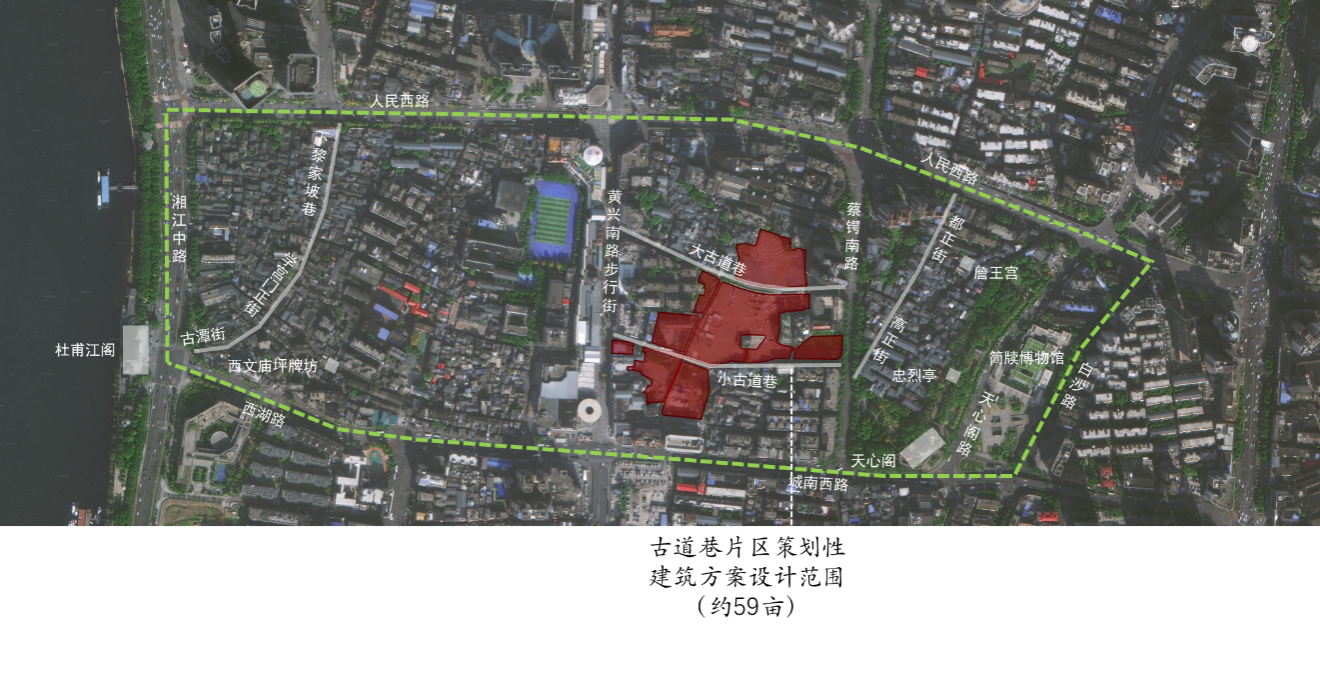 人民西路
人民西路
下黎家坡巷
湘江中路
黄兴南路步行街
蔡锷南路
都正街
大古道巷
詹王宫
学宫门正街
古潭街
高正街
杜甫江阁
西文庙坪牌坊
小古道巷
忠烈亭
简牍博物馆
白沙路
西湖路
天心阁路
天心阁
城南西路
古道巷片区策划性
建筑方案设计范围
（约59亩）